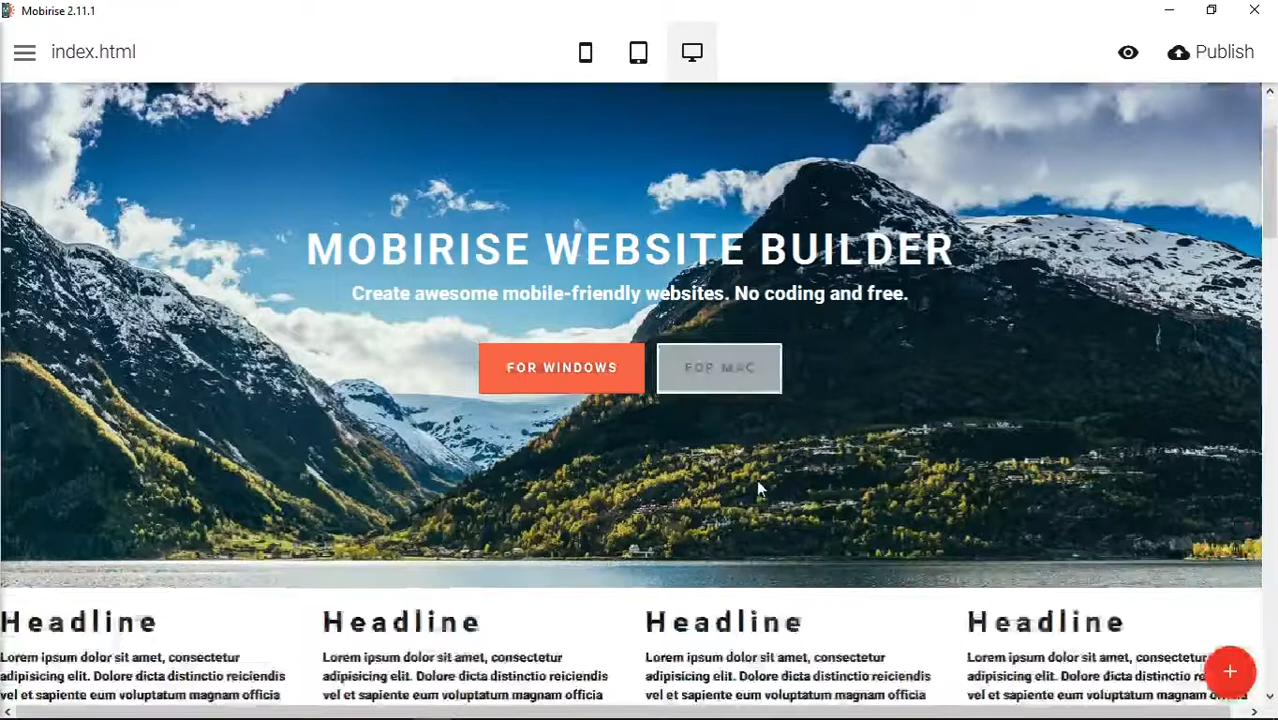 Mobirise 2.11.1
index.html
Publish
MOBIRISE WEBSITE BUILDER
Create awesome mobile-friendly websites. No coding and free.
FOR WINDOWS
FOR MAC
Headline Headline Headline Headline
Lorem ipsum dolor sit amet, consectetur Lorem ipsum dolor sit amet, consectetur Lorem ipsum dolor sit amet, consectetur Lorem ipsum dolor sit amet, consectetur
adipisicing elit. Dolore dicta distinctio reiciendis adipisicing elit. Dolore dicta distinctio reiciendis adipisicing elit. Dolore dicta distinctio reiciendis adipisicing elit. Dolore dicta distinctio
vel et sapiente eum voluptatum magnam officia vel et sapiente eum voluptatum magnam officia vel et sapiente eum voluptatum magnam officia vel et sapiente eum voluptatum magnam